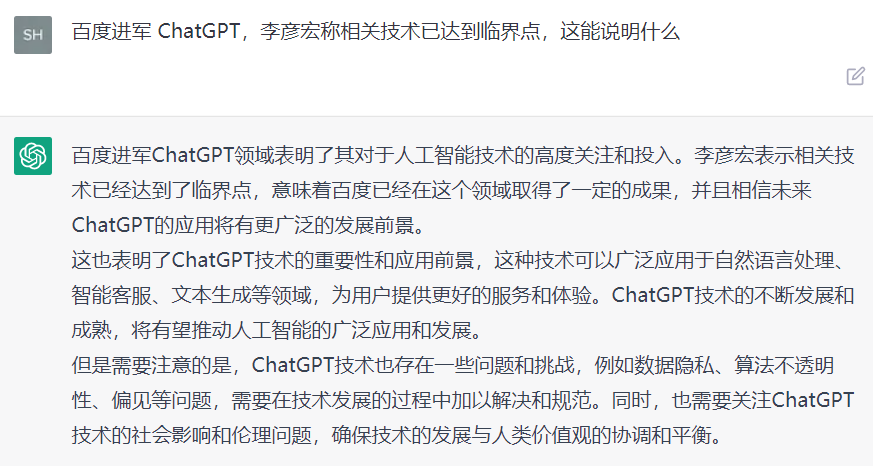 SH
百度进军 ChatGPT，李彦宏称相关技术已达到临界点，这能说明什么
百度进军ChatGPT领域表明了其对于人工智能技术的高度关注和投入。李彦宏表示相关技
术已经达到了临界点，意味着百度已经在这个领域取得了一定的成果，并且相信未来
ChatGPT的应用将有更广泛的发展前景。
这也表明了ChatGPT技术的重要性和应用前景，这种技术可以广泛应用于自然语言处理、
智能客服、文本生成等领域，为用户提供更好的服务和体验。ChatGPT技术的不断发展和
成熟，将有望推动人工智能的广泛应用和发展。
但是需要注意的是，ChatGPT技术也存在一些问题和挑战，例如数据隐私、算法不透明
性、偏见等问题，需要在技术发展的过程中加以解决和规范。同时，也需要关注ChatGPT
技术的社会影响和伦理问题，确保技术的发展与人类价值观的协调和平衡。